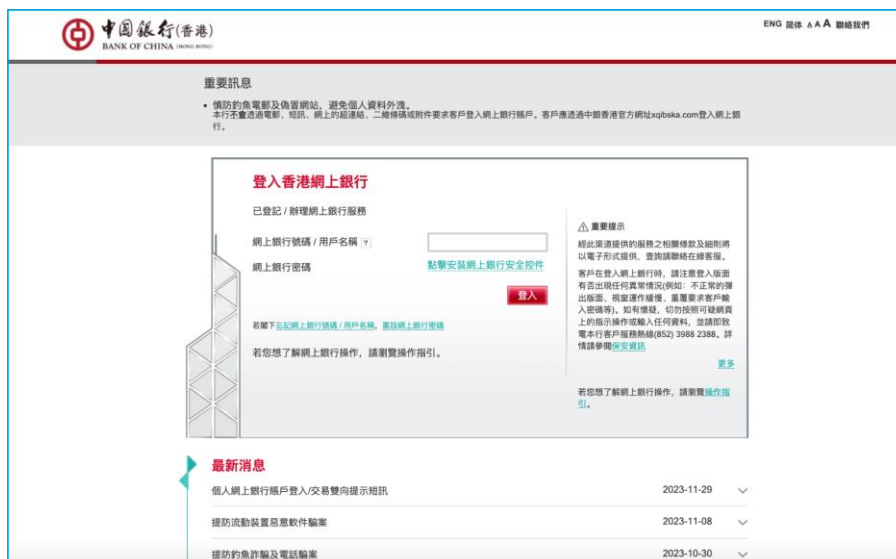 中國銀行(香港)
BANK OF CHINA (HONG KONG)
ENG 简体 A A A 聯絡我們
重要訊息
• 慎防釣魚電郵及偽冒網站，避免個人資料外洩。
本行不會透過電郵、短訊、網上的超連結、二維條碼或附件要求客戶登入網上銀行賬戶。客戶應透過中銀香港官方網址xqibska.com登入網上銀
行。
登入香港網上銀行
已登記 / 辦理網上銀行服務
網上銀行號碼 / 用戶名稱 ?
網上銀行密碼
點擊安裝網上銀行安全控件
登入
若閣下忘記網上銀行號碼 / 用戶名稱。重設網上銀行密碼
若您想了解網上銀行操作，請瀏覽操作指引。
重要提示
經此渠道提供的服務之相關條款及細則將
以電子形式提供，查詢請聯絡在線客服。
客戶在登入網上銀行時，請注意登入版面
有否出現任何異常情況(例如：不正常的彈
出版面、視窗運作緩慢、重覆要求客戶輸
入密碼等)。如有懷疑，切勿按照可疑網頁
上的指示操作或輸入任何資料，並請即致
電本行客戶服務熱線(852) 3988 2388。詳
情請參閱保安資訊
更多
若您想了解網上銀行操作，請瀏覽操作指
引。
最新消息
個人網上銀行賬戶登入/交易雙向提示短訊 2023-11-29
提防流動裝置惡意軟件騙案 2023-11-08
提防釣魚詐騙及電話騙案 2023-10-30